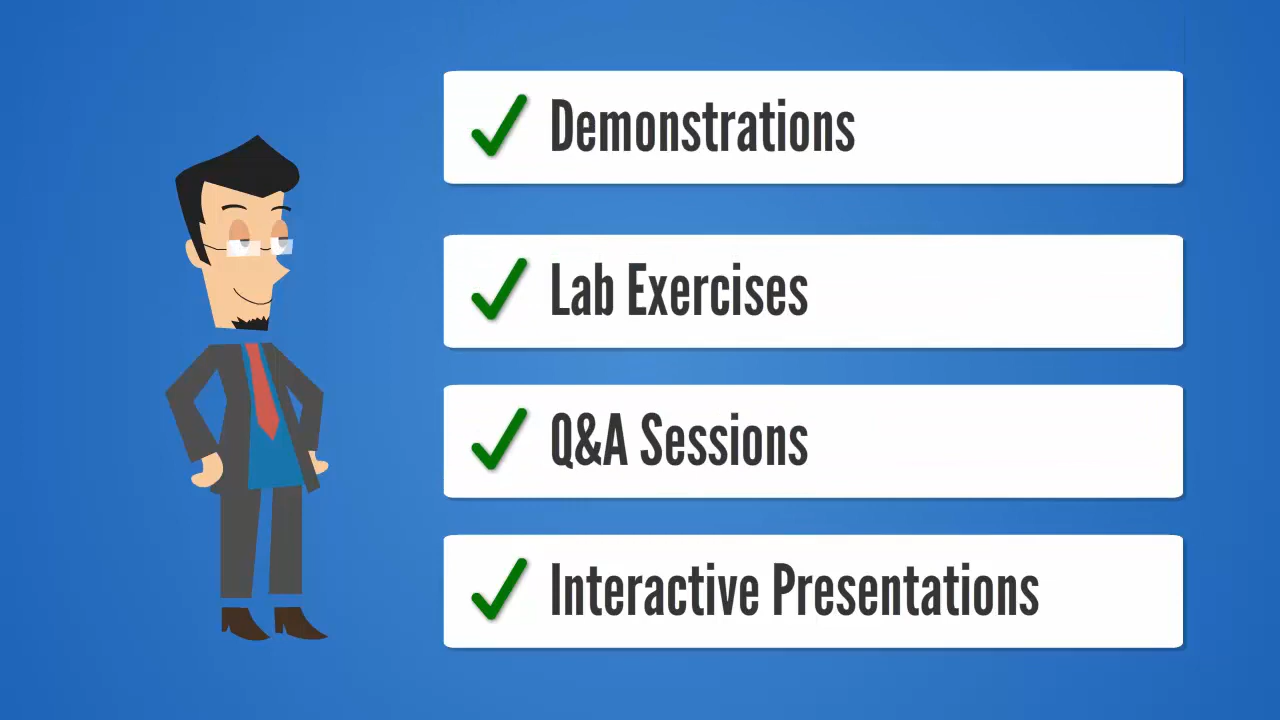 Demonstrations
Lab Exercises
Q&A Sessions
Interactive Presentations